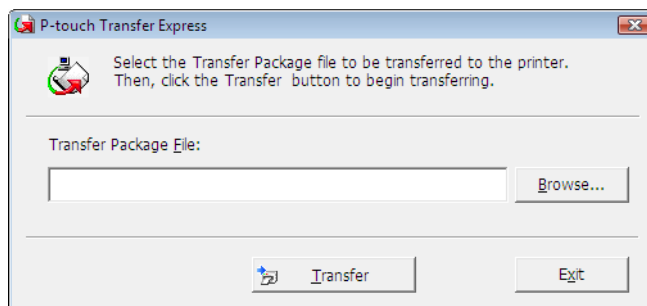 P-touch Transfer Express
Select the Transfer Package file to be transferred to the printer.
Then, click the Transfer button to begin transferring.
Transfer Package File:
Browse...
Transfer
Exit